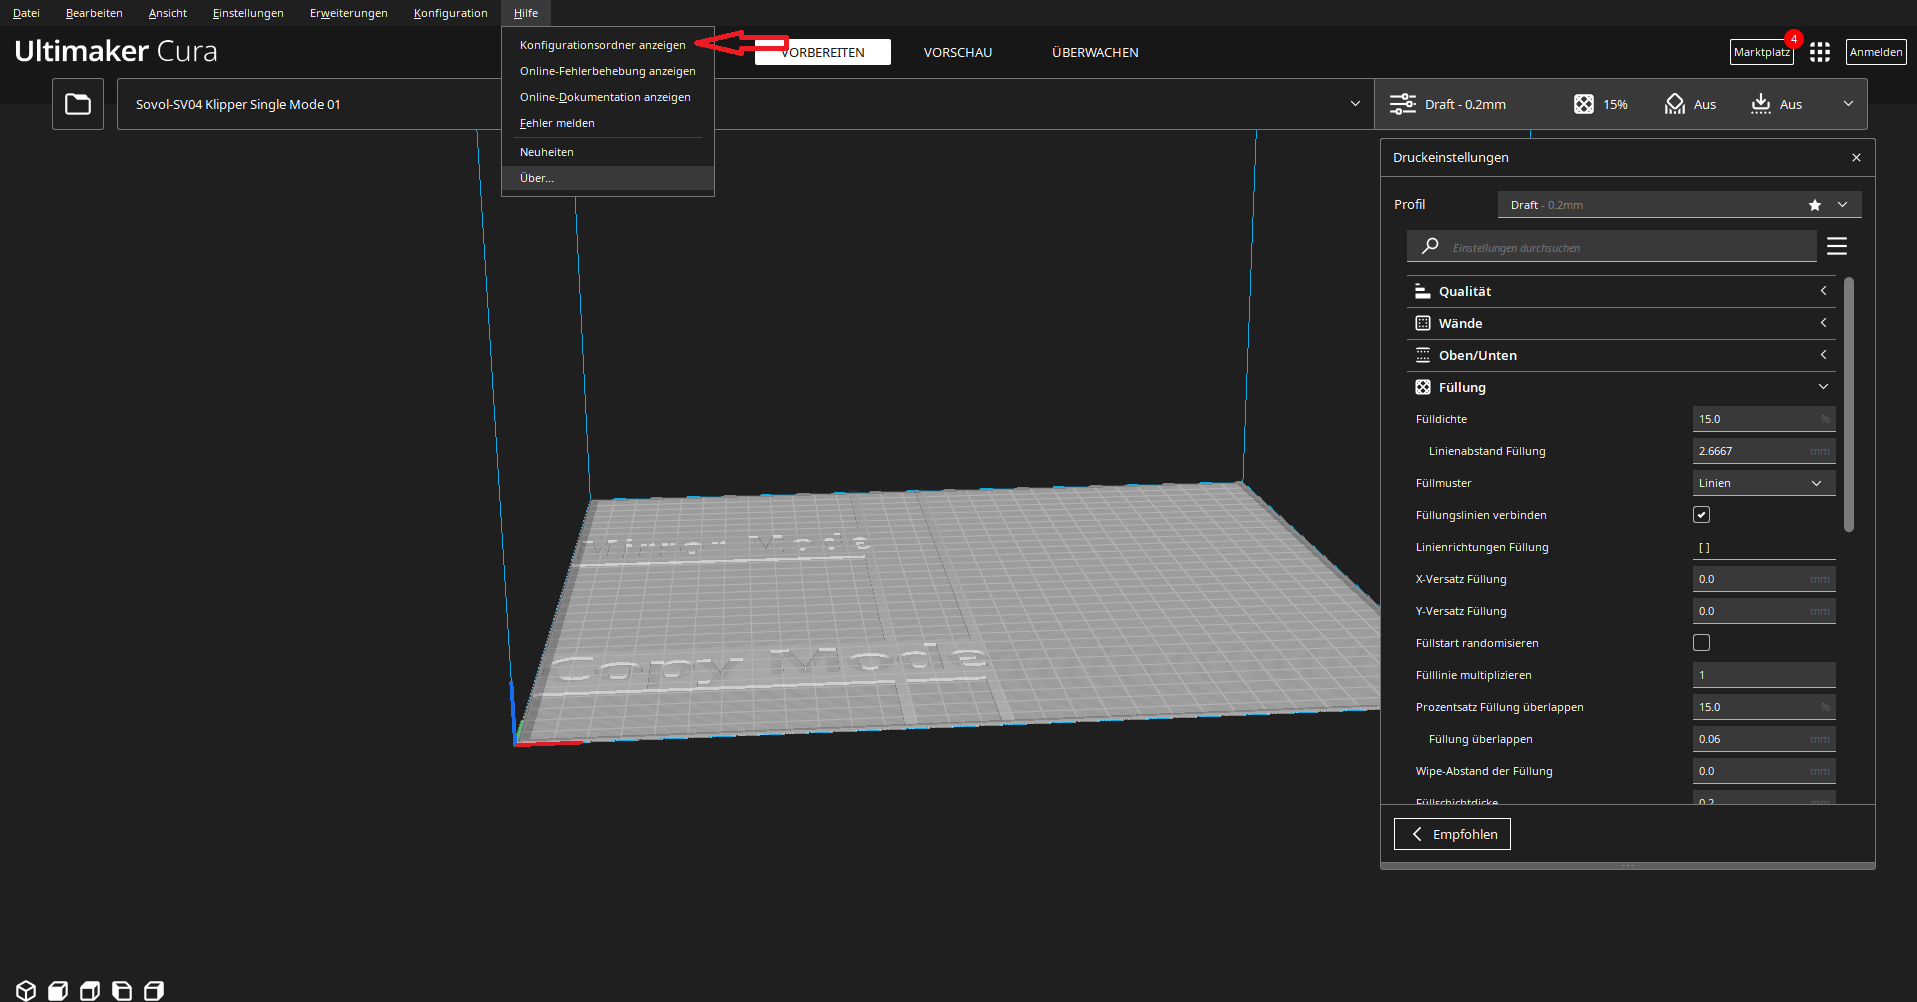 Datei Bearbeiten Ansicht Einstellungen Erweiterungen Konfiguration Hilfe
Ultimaker Cura
Konfigurationsordner anzeigen
Online-Fehlerbehebung anzeigen
Online-Dokumentation anzeigen
Fehler melden
Neuheiten
Über...
VORBEREITEN VORSCHAU ÜBERWACHEN
Marktplatz 4 Anmelden
Sovol-SV04 Klipper Single Mode 01
Draft - 0.2mm 15% Aus Aus
Druckeinstellungen
Profil Draft - 0.2mm
Einstellungen durchsuchen
Qualität
Wände
Oben/Unten
Füllung
Fülldichte 15.0 %
Linienabstand Füllung 2.6667 mm
Füllmuster Linien
Füllungslinien verbinden
Linienrichtungen Füllung [ ]
X-Versatz Füllung 0.0 mm
Y-Versatz Füllung 0.0 mm
Füllstart randomisieren
Fülllinie multiplizieren 1
Prozentsatz Füllung überlappen 15.0 %
Füllung überlappen 0.06 mm
Wipe-Abstand der Füllung 0.0 mm
Füllschichtdicke 0.2 mm
Empfohlen
Mirror Mode
Copy Mode